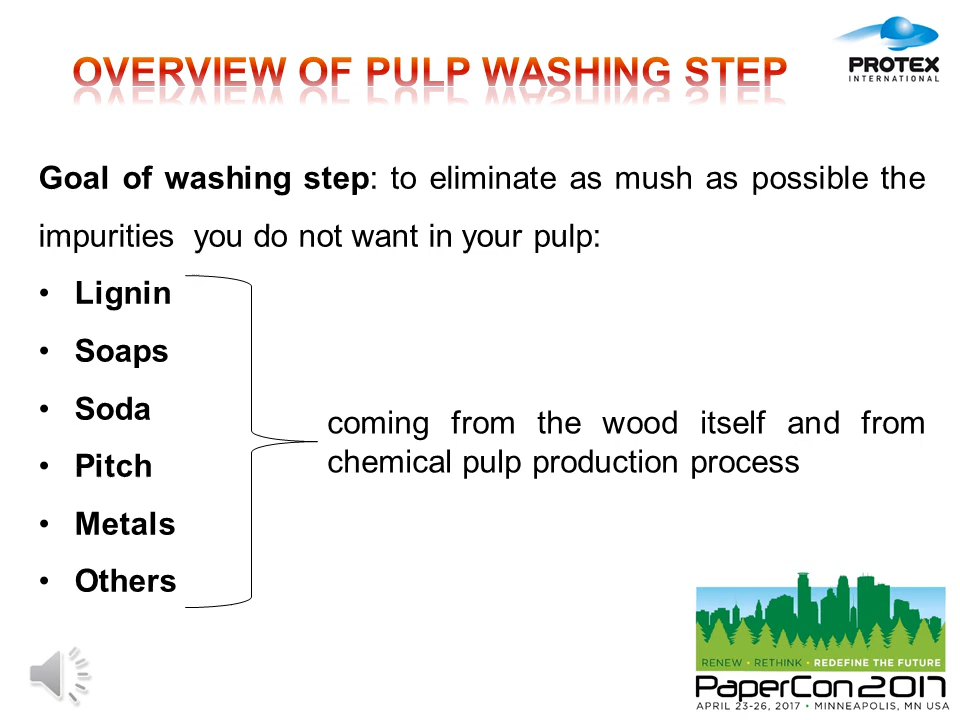 OVERVIEW OF PULP WASHING STEP
PROTEX
INTERNATIONAL
Goal of washing step: to eliminate as mush as possible the
impurities you do not want in your pulp:
• Lignin
• Soaps
• Soda
• Pitch
• Metals
• Others
coming from the wood itself and from
chemical pulp production process
RENEW • RETHINK • REDEFINE THE FUTURE
PaperCon 2017
APRIL 23-26, 2017 • MINNEAPOLIS, MN USA